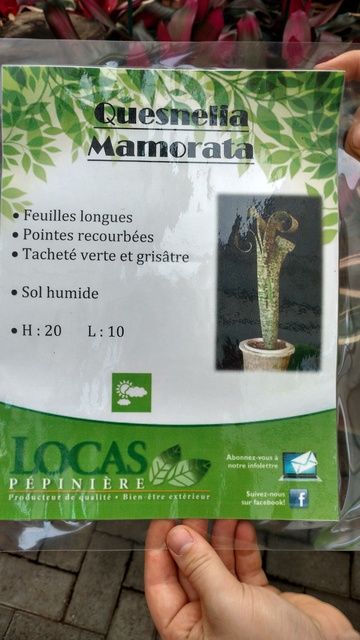 Quesnelia
Mamorata
• Feuilles longues
• Pointes recourbées
• Tacheté verte et grisâtre
• Sol humide
• H : 20 L : 10
LOCAS
PÉPINIÈRE
Producteur de qualité • Bien être extérieur
Abonnez-vous à
notre infolettre
Suivez-nous
sur facebook!
f